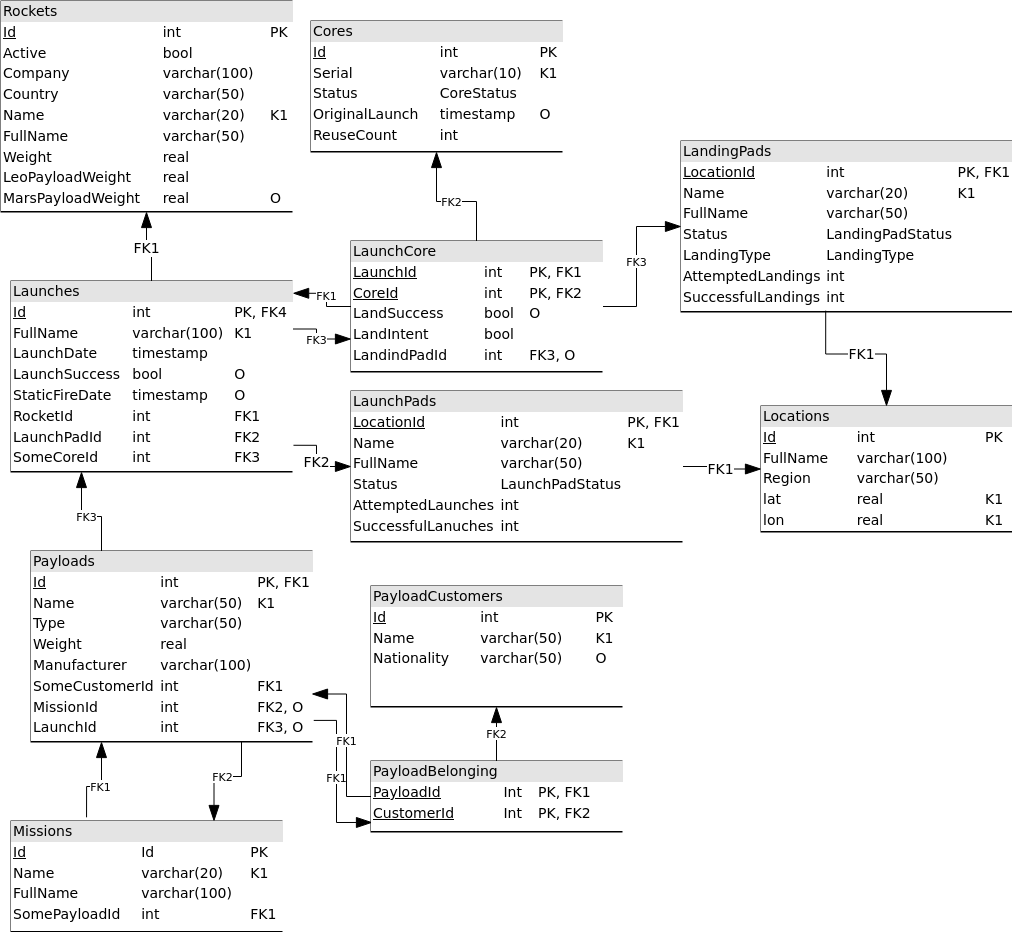 Rockets
Id int PK
Active bool
Company varchar(100)
Country varchar(50)
Name varchar(20) K1
FullName varchar(50)
Weight real
LeoPayloadWeight real
MarsPayloadWeight real O
Cores
Id int PK
Serial varchar(10) K1
Status CoreStatus
OriginalLaunch timestamp O
ReuseCount int
LandingPads
LocationId int PK, FK1
Name varchar(20) K1
FullName varchar(50)
Status LandingPadStatus
LandingType LandingType
AttemptedLandings int
SuccessfulLandings int
FK2
FK1
FK3
LaunchCore
LaunchId int PK, FK1
CoreId int PK, FK2
LandSuccess bool O
LandIntent bool
LandindPadId int FK3, O
FK1
FK3
Launches
Id int PK, FK4
FullName varchar(100) K1
LaunchDate timestamp
LaunchSuccess bool O
StaticFireDate timestamp O
RocketId int FK1
LaunchPadId int FK2
SomeCoreId int FK3
FK1
FK2
LaunchPads
LocationId int PK, FK1
Name varchar(20) K1
FullName varchar(50)
Status LaunchPadStatus
AttemptedLaunches int
SuccessfulLanuches int
FK1
Locations
Id int PK
FullName varchar(100)
Region varchar(50)
lat real K1
lon real K1
FK3
Payloads
Id int PK, FK1
Name varchar(50) K1
Type varchar(50)
Weight real
Manufacturer varchar(100)
SomeCustomerId int FK1
MissionId int FK2, O
LaunchId int FK3, O
PayloadCustomers
Id int PK
Name varchar(50) K1
Nationality varchar(50) O
FK2
FK1
FK1
FK2
FK1
PayloadBelonging
PayloadId Int PK, FK1
CustomerId Int PK, FK2
Missions
Id Id PK
Name varchar(20) K1
FullName varchar(100)
SomePayloadId int FK1